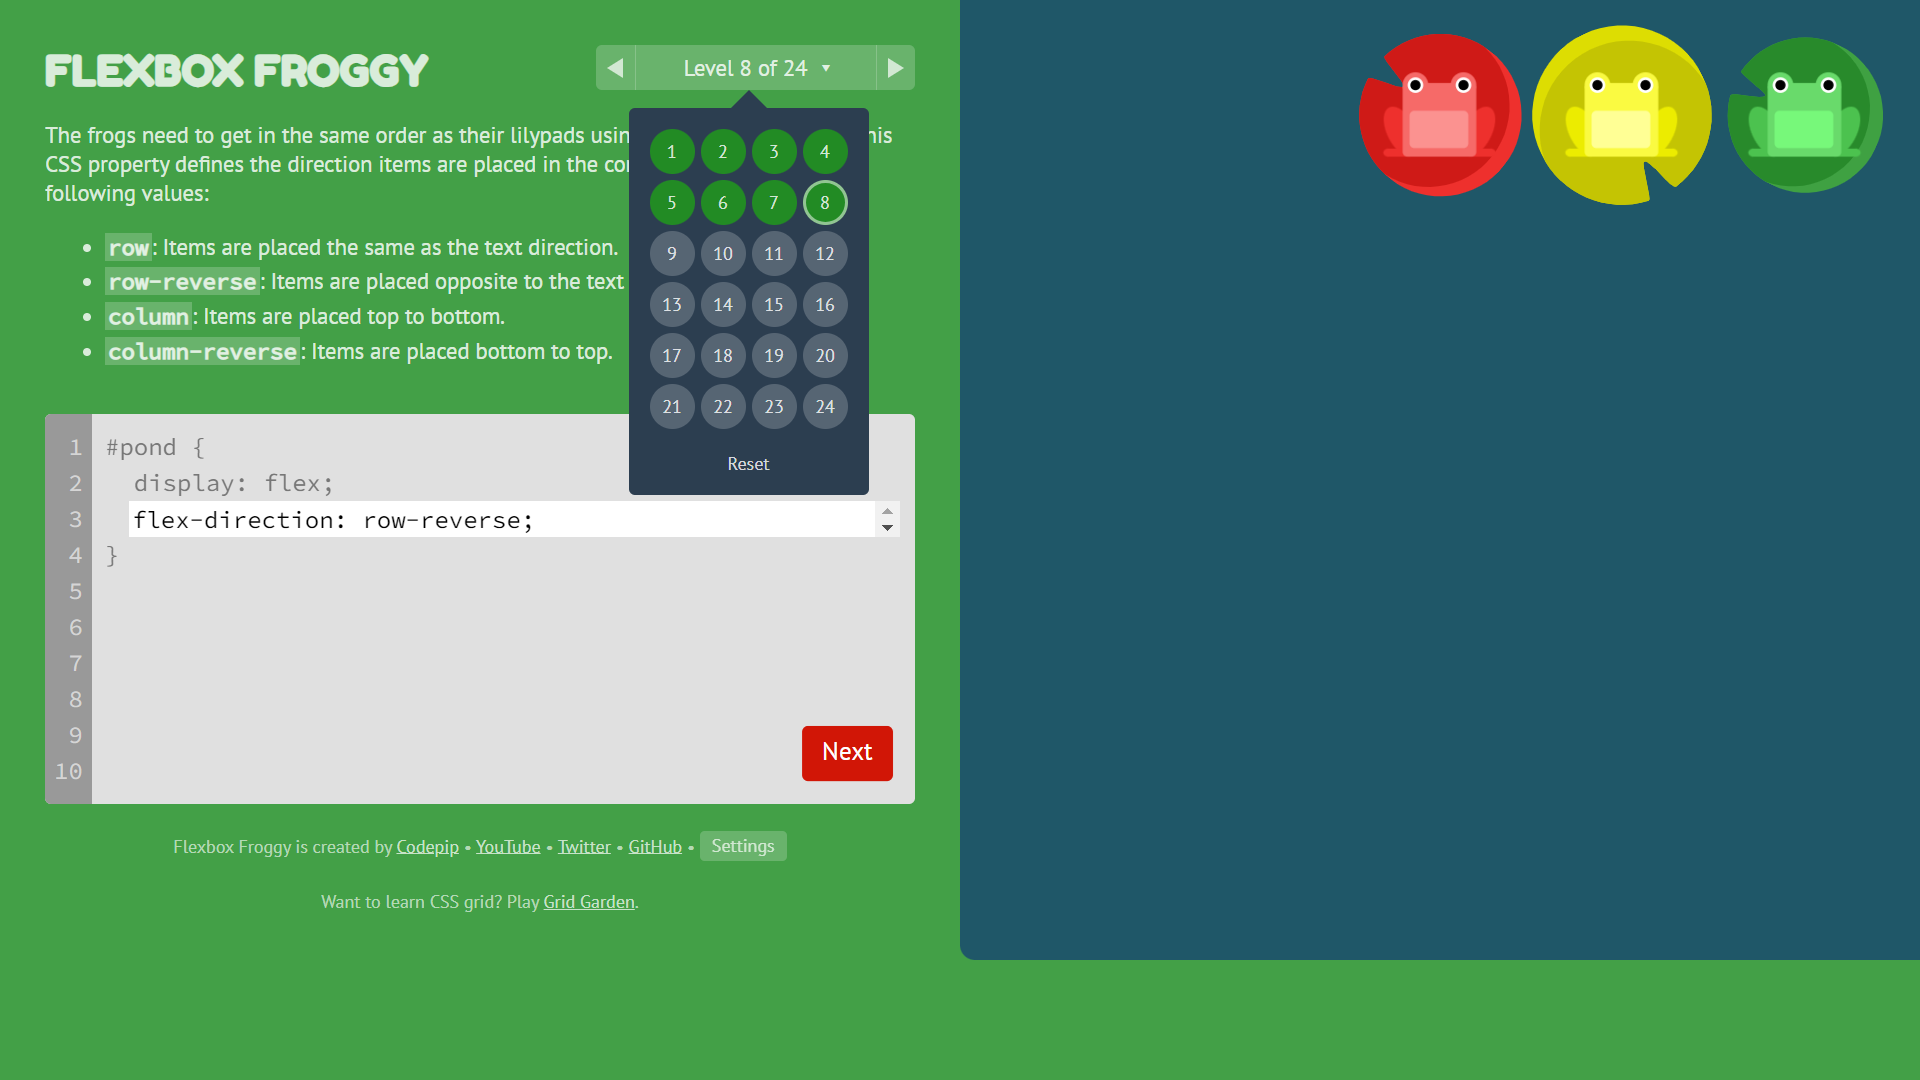 FLEXBOX FROGGY
Level 8 of 24
The frogs need to get in the same order as their lilypads usin his
CSS property defines the direction items are placed in the co
following values:
row: Items are placed the same as the text direction.
row-reverse: Items are placed opposite to the text
column: Items are placed top to bottom.
column-reverse: Items are placed bottom to top.
1 2 3 4
5 6 7 8
9 10 11 12
13 14 15 16
17 18 19 20
21 22 23 24
Reset
1 #pond {
2 display: flex;
3 flex-direction: row-reverse;
4 }
5
6
7
8
9
10
Next
Flexbox Froggy is created by Codepip • YouTube • Twitter • GitHub • Settings
Want to learn CSS grid? Play Grid Garden.